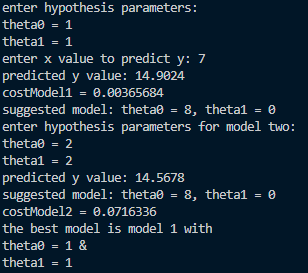 enter hypothesis parameters:
theta0 = 1
theta1 = 1
enter x value to predict y: 7
predicted y value: 14.9024
costModel1 = 0.00365684
suggested model: theta0 = 8, theta1 = 0
enter hypothesis parameters for model two:
theta0 = 2
theta1 = 2
predicted y value: 14.5678
suggested model: theta0 = 8, theta1 = 0
costModel2 = 0.0716336
the best model is model 1 with
theta0 = 1 &
theta1 = 1